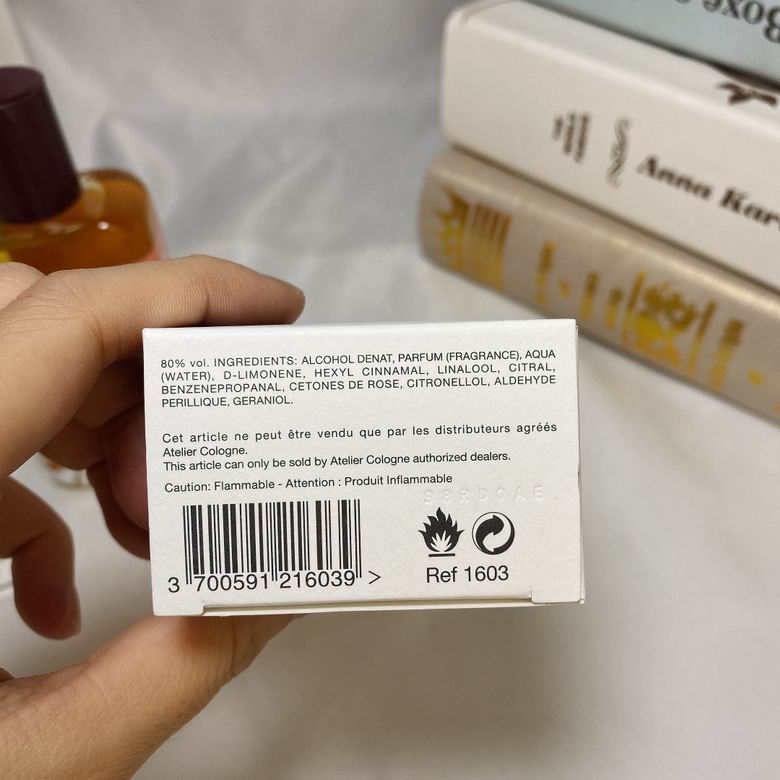 Boxe
Anna Kar
80% vol. INGREDIENTS: ALCOHOL DENAT, PARFUM (FRAGRANCE), AQUA
(WATER), D-LIMONENE, HEXYL CINNAMAL, LINALOOL, CITRAL,
BENZENEPROPANAL, CETONES DE ROSE, CITRONELLOL, ALDEHYDE
PERILLIQUE, GERANIOL.
Cet article ne peut être vendu que par les distributeurs agréés
Atelier Cologne.
This article can only be sold by Atelier Cologne authorized dealers.
Caution: Flammable - Attention : Produit Inflammable
3 700591 216039 >
Ref 1603